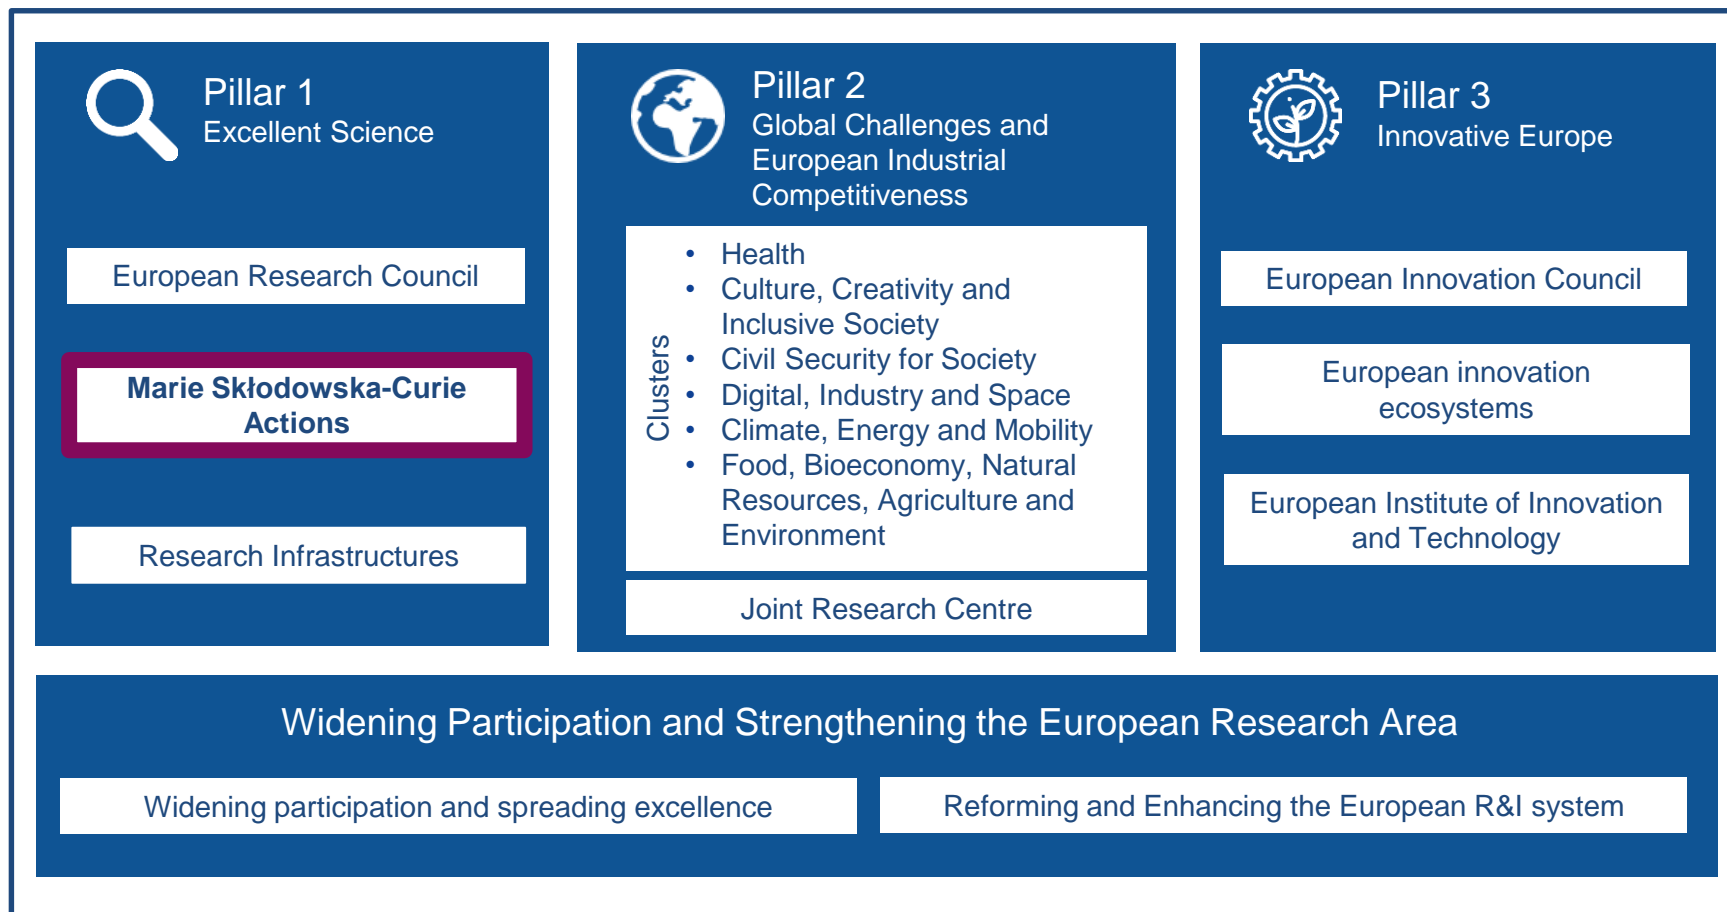 Pillar 1
Excellent Science
European Research Council
Marie Skłodowska-Curie
Actions
Research Infrastructures
Pillar 2
Global Challenges and
European Industrial
Competitiveness
Clusters
• Health
• Culture, Creativity and
Inclusive Society
• Civil Security for Society
• Digital, Industry and Space
• Climate, Energy and Mobility
• Food, Bioeconomy, Natural
Resources, Agriculture and
Environment
Joint Research Centre
Pillar 3
Innovative Europe
European Innovation Council
European innovation
ecosystems
European Institute of Innovation
and Technology
Widening Participation and Strengthening the European Research Area
Widening participation and spreading excellence
Reforming and Enhancing the European R&I system